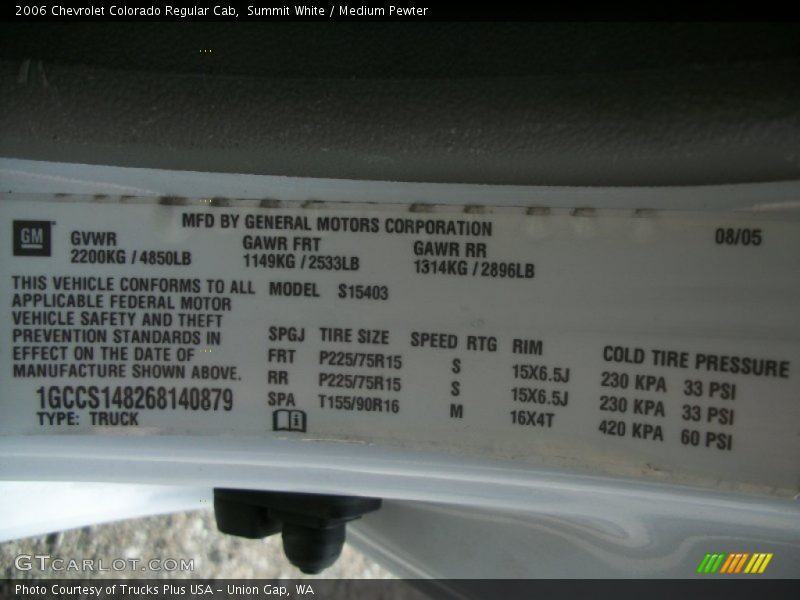 2006 Chevrolet Colorado Regular Cab,  Summit White / Medium Pewter
MFD BY GENERAL MOTORS CORPORATION
08/05
GM
GVWR GAWR FRT GAWR RR
2200KG / 4850LB 1149KG / 2533LB 1314KG / 2896LB
THIS VEHICLE CONFORMS TO ALL
APPLICABLE FEDERAL MOTOR
VEHICLE SAFETY AND THEFT
PREVENTION STANDARDS IN
EFFECT ON THE DATE OF
MANUFACTURE SHOWN ABOVE.
1GCCS148268140879
TYPE: TRUCK
MODEL S15403
SPGJ TIRE SIZE SPEED RTG RIM COLD TIRE PRESSURE
FRT P225/75R15 S 15X6.5J 230 KPA 33 PSI
RR P225/75R15 S 15X6.5J 230 KPA 33 PSI
SPA T155/90R16 M 16X4T 420 KPA 60 PSI
GTCARLOT.COM
Photo Courtesy of Trucks Plus USA - Union Gap, WA